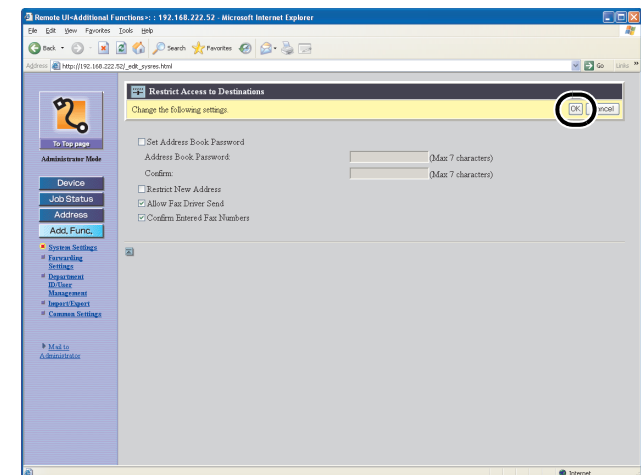 Remote UI<Additional Functions>: : 192.168.222.52 - Microsoft Internet Explorer
File Edit View Favorites Tools Help
Back Search Favorites
Address http://192.168.222.52/_edit_sysres.html Go Links »
Restrict Access to Destinations
Change the following settings. OK Cancel
To Top page
Administrator Mode
Device
Job Status
Address
Add. Func.
System Settings
Forwarding
Settings
Department
ID/User
Management
Import/Export
Common Settings
Mail to
Administrator
Set Address Book Password
Address Book Password: (Max 7 characters)
Confirm: (Max 7 characters)
Restrict New Address
Allow Fax Driver Send
Confirm Entered Fax Numbers
Internet